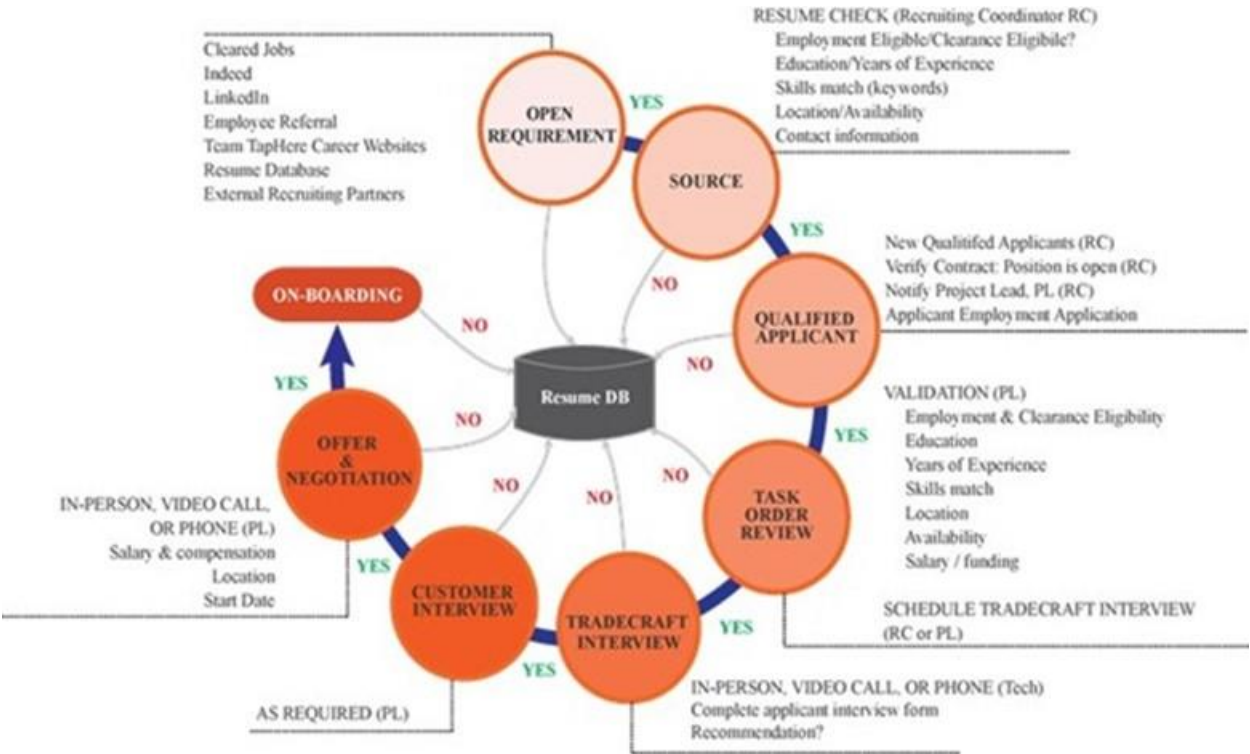 Cleared Jobs
Indeed
LinkedIn
Employee Referral
Team TapHere Career Websites
Resume Database
External Recruiting Partners
OPEN
REQUIREMENT
YES
RESUME CHECK (Recruiting Coordinator RC)
Employment Eligible/Clearance Eligibile?
Education/Years of Experience
Skills match (keywords)
Location/Availability
Contact information
SOURCE
YES
NO
New Qualitifed Applicants (RC)
Verify Contract: Position is open (RC)
Notify Project Lead, PL (RC)
Applicant Employment Application
QUALIFIED
APPLICANT
NO
YES
VALIDATION (PL)
Employment & Clearance Eligibility
Education
Years of Experience
Skills match
Location
Availability
Salary / funding
SCHEDULE TRADECRAFT INTERVIEW
(RC or PL)
TASK
ORDER
REVIEW
NO
YES
TRADECRAFT
INTERVIEW
NO
IN-PERSON, VIDEO CALL, OR PHONE (Tech)
Complete applicant interview form
Recommendation?
YES
CUSTOMER
INTERVIEW
NO
AS REQUIRED (PL)
YES
OFFER
&
NEGOTIATION
NO
IN-PERSON, VIDEO CALL,
OR PHONE (PL)
Salary & compensation
Location
Start Date
YES
ON-BOARDING
NO
Resume DB